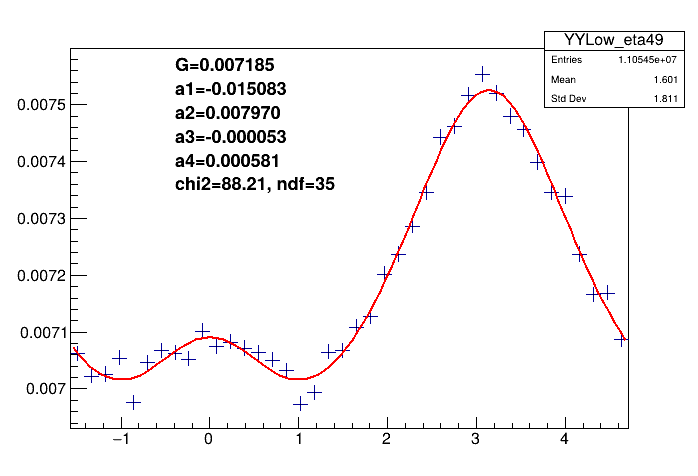 YYLow_eta49
Entries 1.10545e+07
Mean 1.601
Std Dev 1.811
G=0.007185
a1=-0.015083
a2=0.007970
a3=-0.000053
a4=0.000581
chi2=88.21, ndf=35
0.0075
0.0074
0.0073
0.0072
0.0071
0.007
−1 0 1 2 3 4